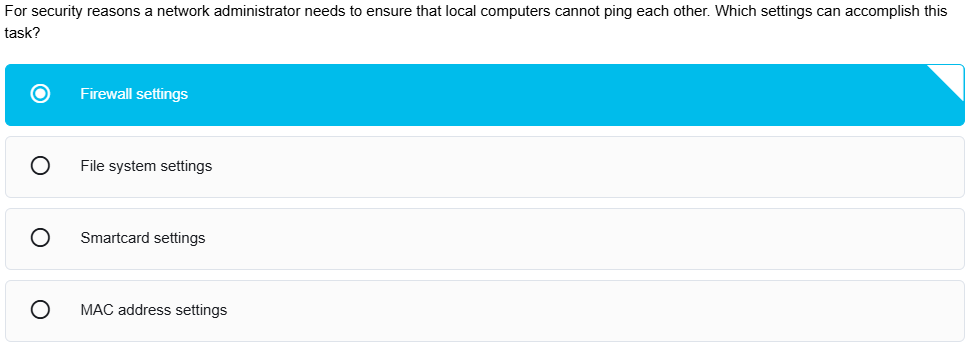 For security reasons a network administrator needs to ensure that local computers cannot ping each other. Which settings can accomplish this
task?
Firewall settings
File system settings
Smartcard settings
MAC address settings